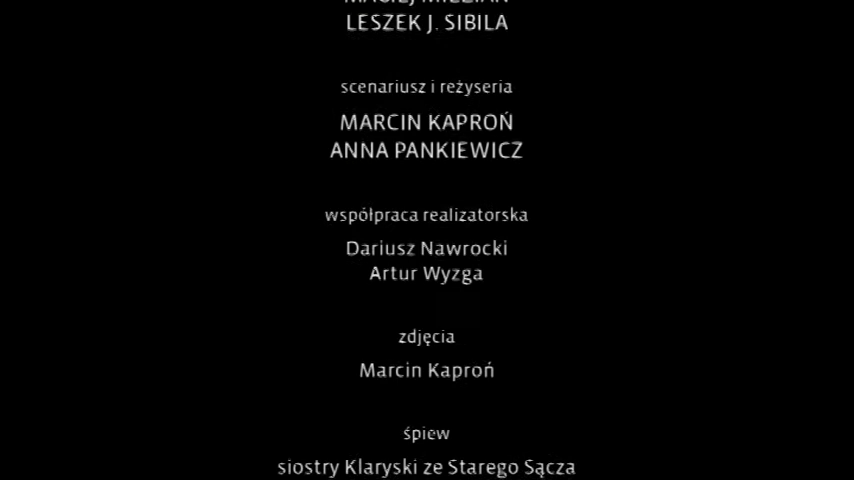 LESZEK J. SIBILA
scenariusz i reżyseria
MARCIN KAPROŃ
ANNA PANKIEWICZ
współpraca realizatorska
Dariusz Nawrocki
Artur Wyzga
zdjęcia
Marcin Kaproń
śpiew
siostry Klaryski ze Starego Sącza